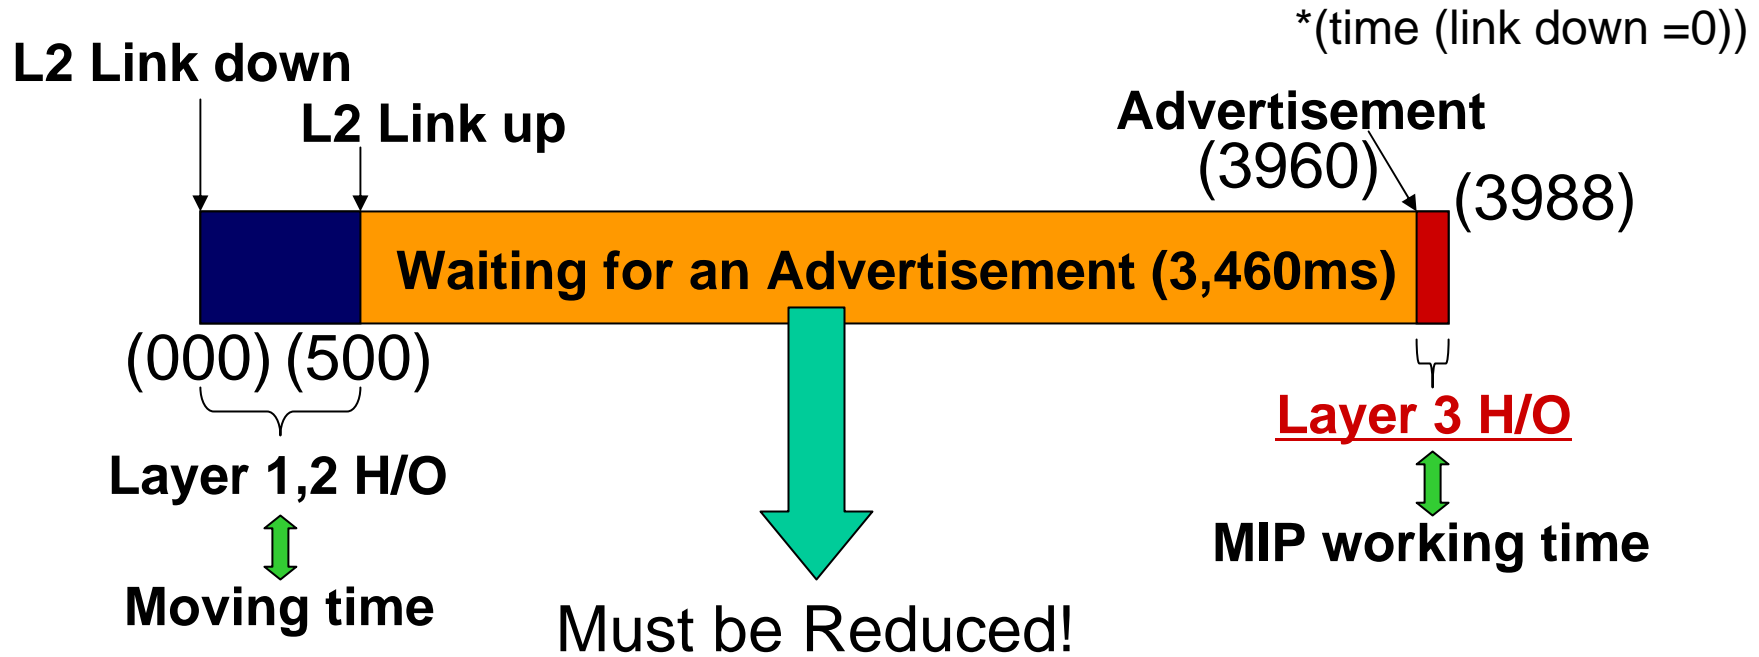 *(time (link down =0))
L2 Link down
L2 Link up
Advertisement
(3960)
(3988)
Waiting for an Advertisement (3,460ms)
(000) (500)
Layer 3 H/O
Layer 1,2 H/O
MIP working time
Moving time
Must be Reduced!